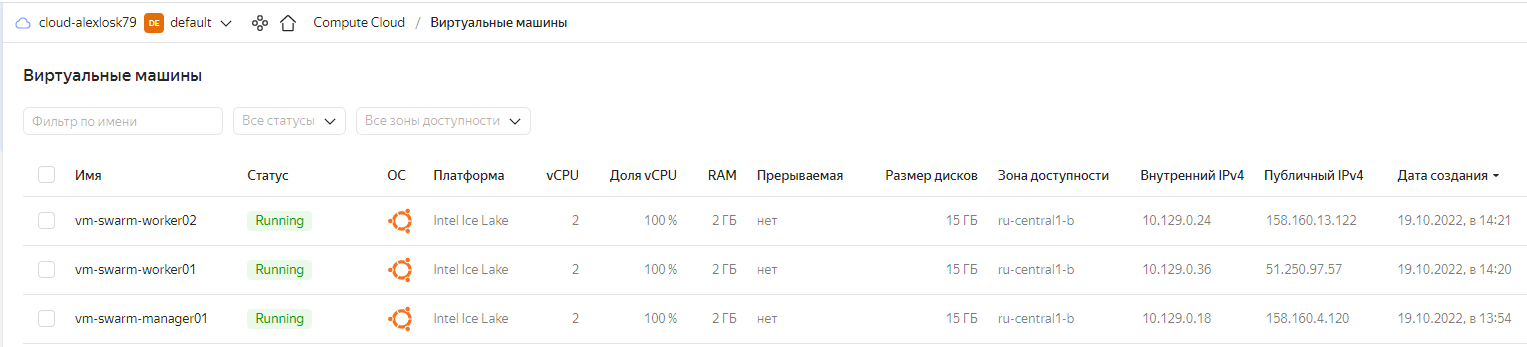 cloud-alexlosk79 DE default Compute Cloud / Виртуальные машины
Виртуальные машины
Фильтр по имени Все статусы Все зоны доступности
Имя Статус ОС Платформа vCPU Доля vCPU RAM Прерываемая Размер дисков Зона доступности Внутренний IPv4 Публичный IPv4 Дата создания
vm-swarm-worker02 Running Intel Ice Lake 2 100 % 2 ГБ нет 15 ГБ ru-central1-b 10.129.0.24 158.160.13.122 19.10.2022, в 14:21
vm-swarm-worker01 Running Intel Ice Lake 2 100 % 2 ГБ нет 15 ГБ ru-central1-b 10.129.0.36 51.250.97.57 19.10.2022, в 14:20
vm-swarm-manager01 Running Intel Ice Lake 2 100 % 2 ГБ нет 15 ГБ ru-central1-b 10.129.0.18 158.160.4.120 19.10.2022, в 13:54